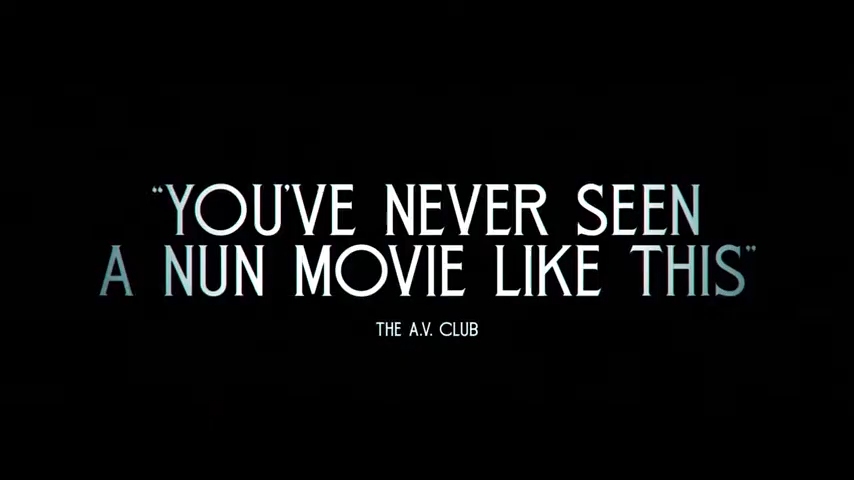 “YOU'VE NEVER SEEN
A NUN MOVIE LIKE THIS”
THE A.V. CLUB